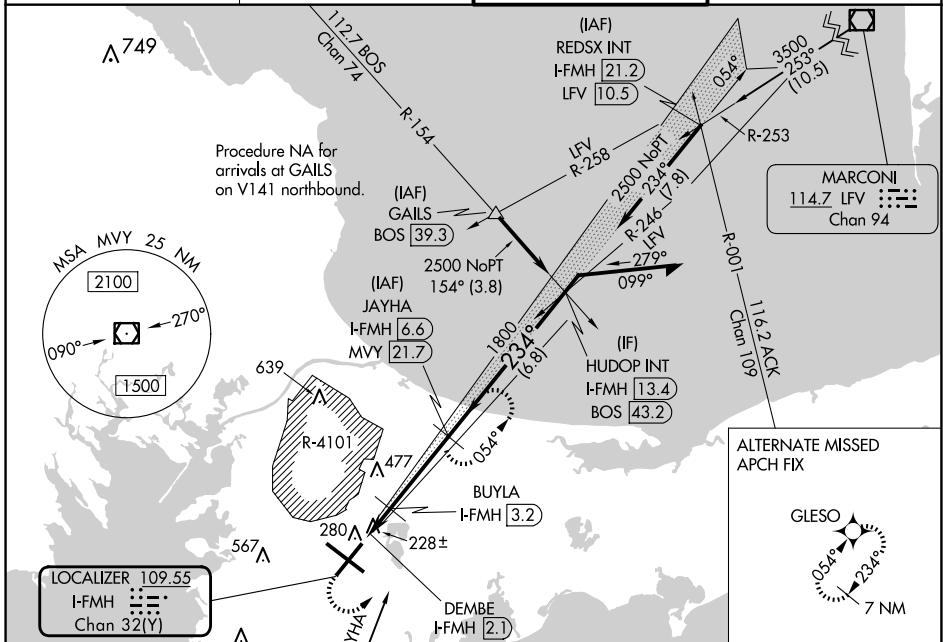 749
112.7 BOS
Chan 74
R-154
(IAF)
REDSX INT
I-FMH 21.2
LFV 10.5
054°
3500
253°
(10.5)
R-253
LFV
R-258
2500 NoPT
234°
(7.8)
R-246
LFV
MARCONI
114.7 LFV
Chan 94
Procedure NA for
arrivals at GAILS
on V141 northbound.
(IAF)
GAILS
BOS 39.3
2500 NoPT
154° (3.8)
279°
099°
R-001
116.2 ACK
Chan 109
MSA MVY 25 NM
2100
090°
270°
1500
(IAF)
JAYHA
I-FMH 6.6
MVY 21.7
1800
234°
(6.8)
(IF)
HUDOP INT
I-FMH 13.4
BOS 43.2
639
R-4101
054°
477
BUYLA
I-FMH 3.2
280
228±
567
LOCALIZER 109.55
I-FMH
Chan 32(Y)
DEMBE
I-FMH 2.1
YHA
ALTERNATE MISSED
APCH FIX
GLESO
054°
234°
7 NM